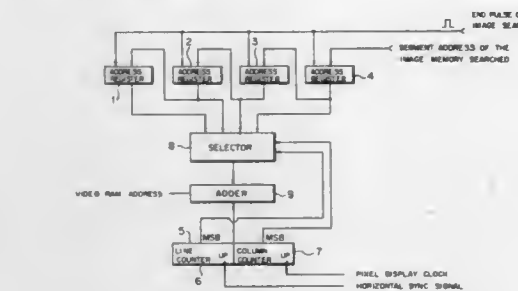 END PULSE
IMAGE SEA
SEGMENT ADDRESS OF THE
IMAGE MEMORY SEARCHED
2
3
ADDRESS REGISTER
ADDRESS REGISTER
ADDRESS REGISTER
ADDRESS REGISTER
1
4
8
SELECTOR
VIDEO RAM ADDRESS
ADDER
9
5
MSB
MSB
LINE COUNTER
UP
COLUMN COUNTER
UP
7
6
PIXEL DISPLAY CLOCK
HORIZONTAL SYNC SIGNAL